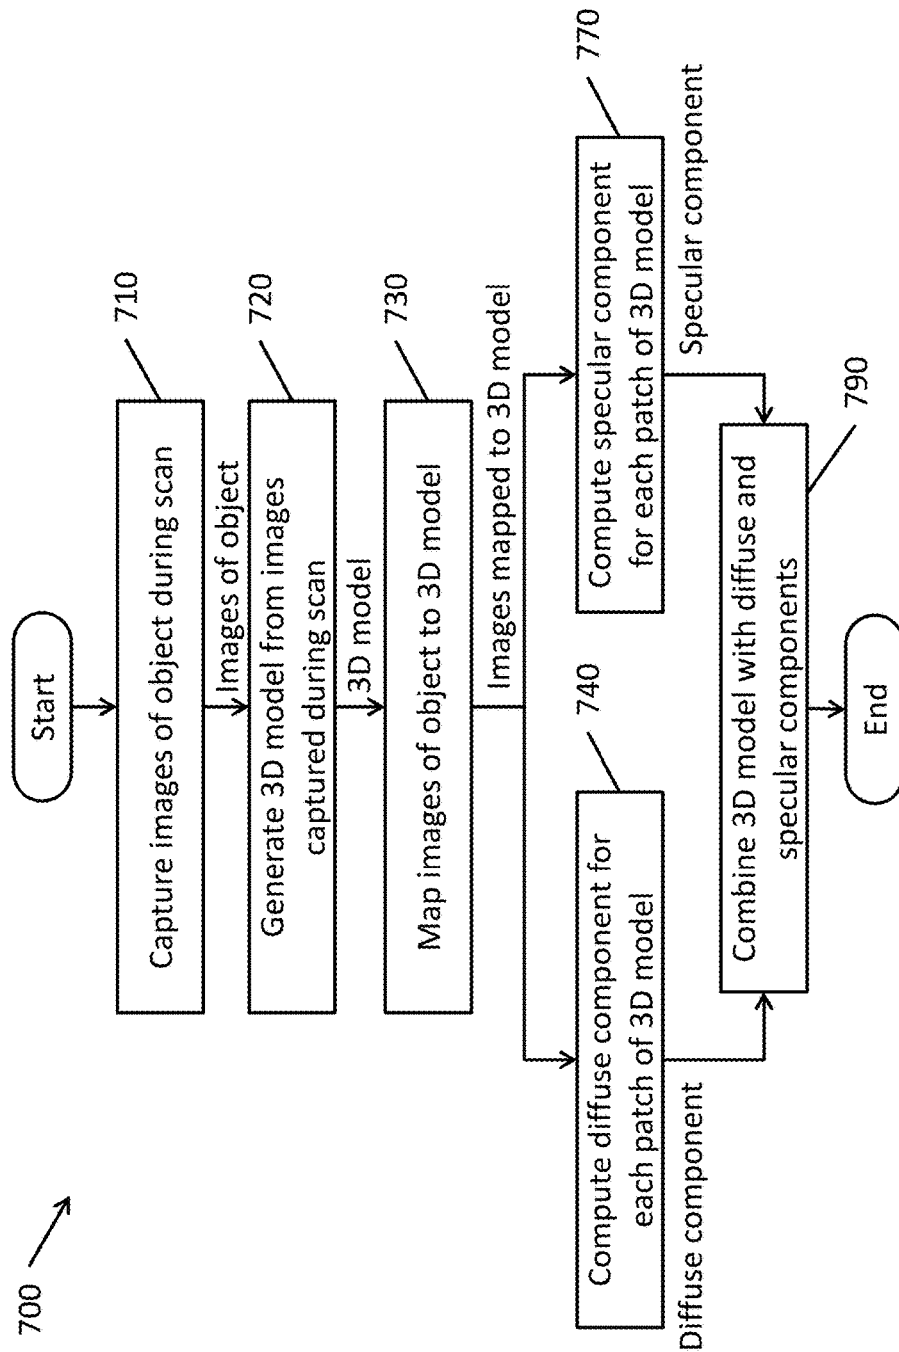 700
Start
710
Capture images of object during scan
Images of object
720
Generate 3D model from images
captured during scan
3D model
730
Map images of object to 3D model
Images mapped to 3D model
740
Compute diffuse component for
each patch of 3D model
Diffuse component
770
Compute specular component
for each patch of 3D model
Specular component
790
Combine 3D model with diffuse and
specular components
End